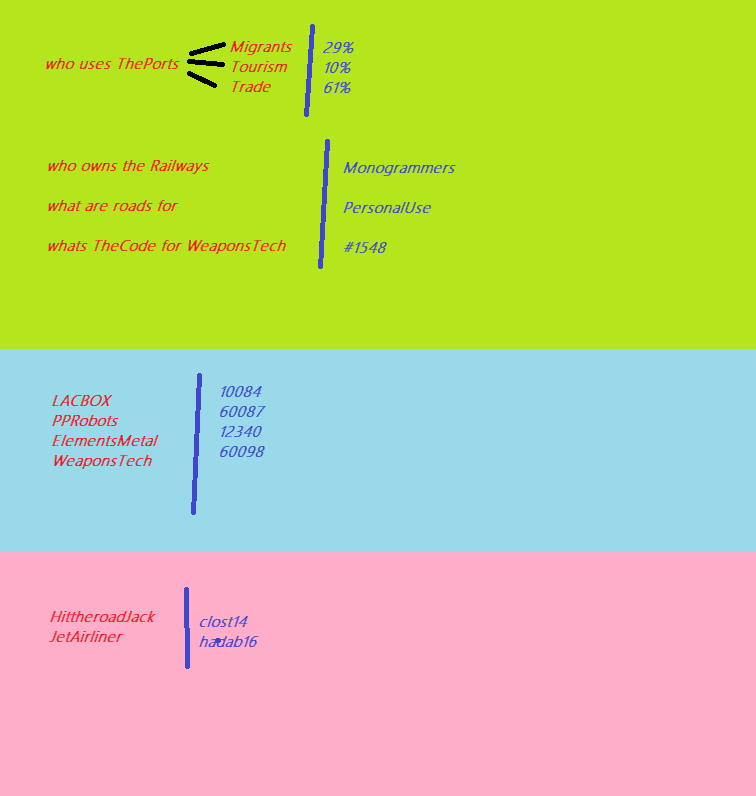 who uses ThePorts
Migrants 29%
Tourism 10%
Trade 61%
who owns the Railways Monogrammers
what are roads for PersonalUse
whats TheCode for WeaponsTech #1548
LACBOX 10084
PPRobots 60087
ElementsMetal 12340
WeaponsTech 60098
HittheroadJack clost14
JetAirliner hadab16